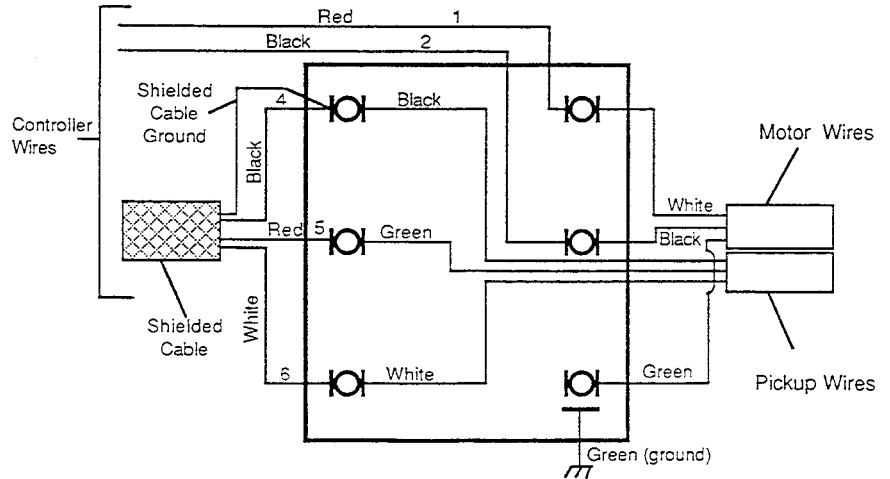 Red 1
Black 2
Shielded
Cable
Ground
4
Black
Controller
Wires
Motor Wires
Black
White
Red 5
Green
Black
Shielded
Cable
White
6
White
Green
Pickup Wires
Green (ground)